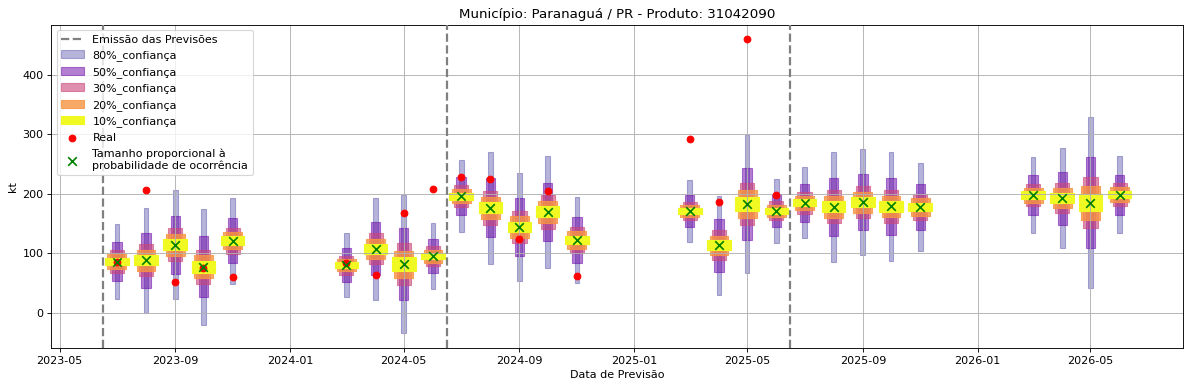 Município: Paranaguá / PR - Produto: 31042090
Emissão das Previsões
80%_confiança
50%_confiança
30%_confiança
20%_confiança
10%_confiança
Real
Tamanho proporcional à
probabilidade de ocorrência
kt
400
300
200
100
0
2023-05
2023-09
2024-01
2024-05
2024-09
2025-01
2025-05
2025-09
2026-01
2026-05
Data de Previsão